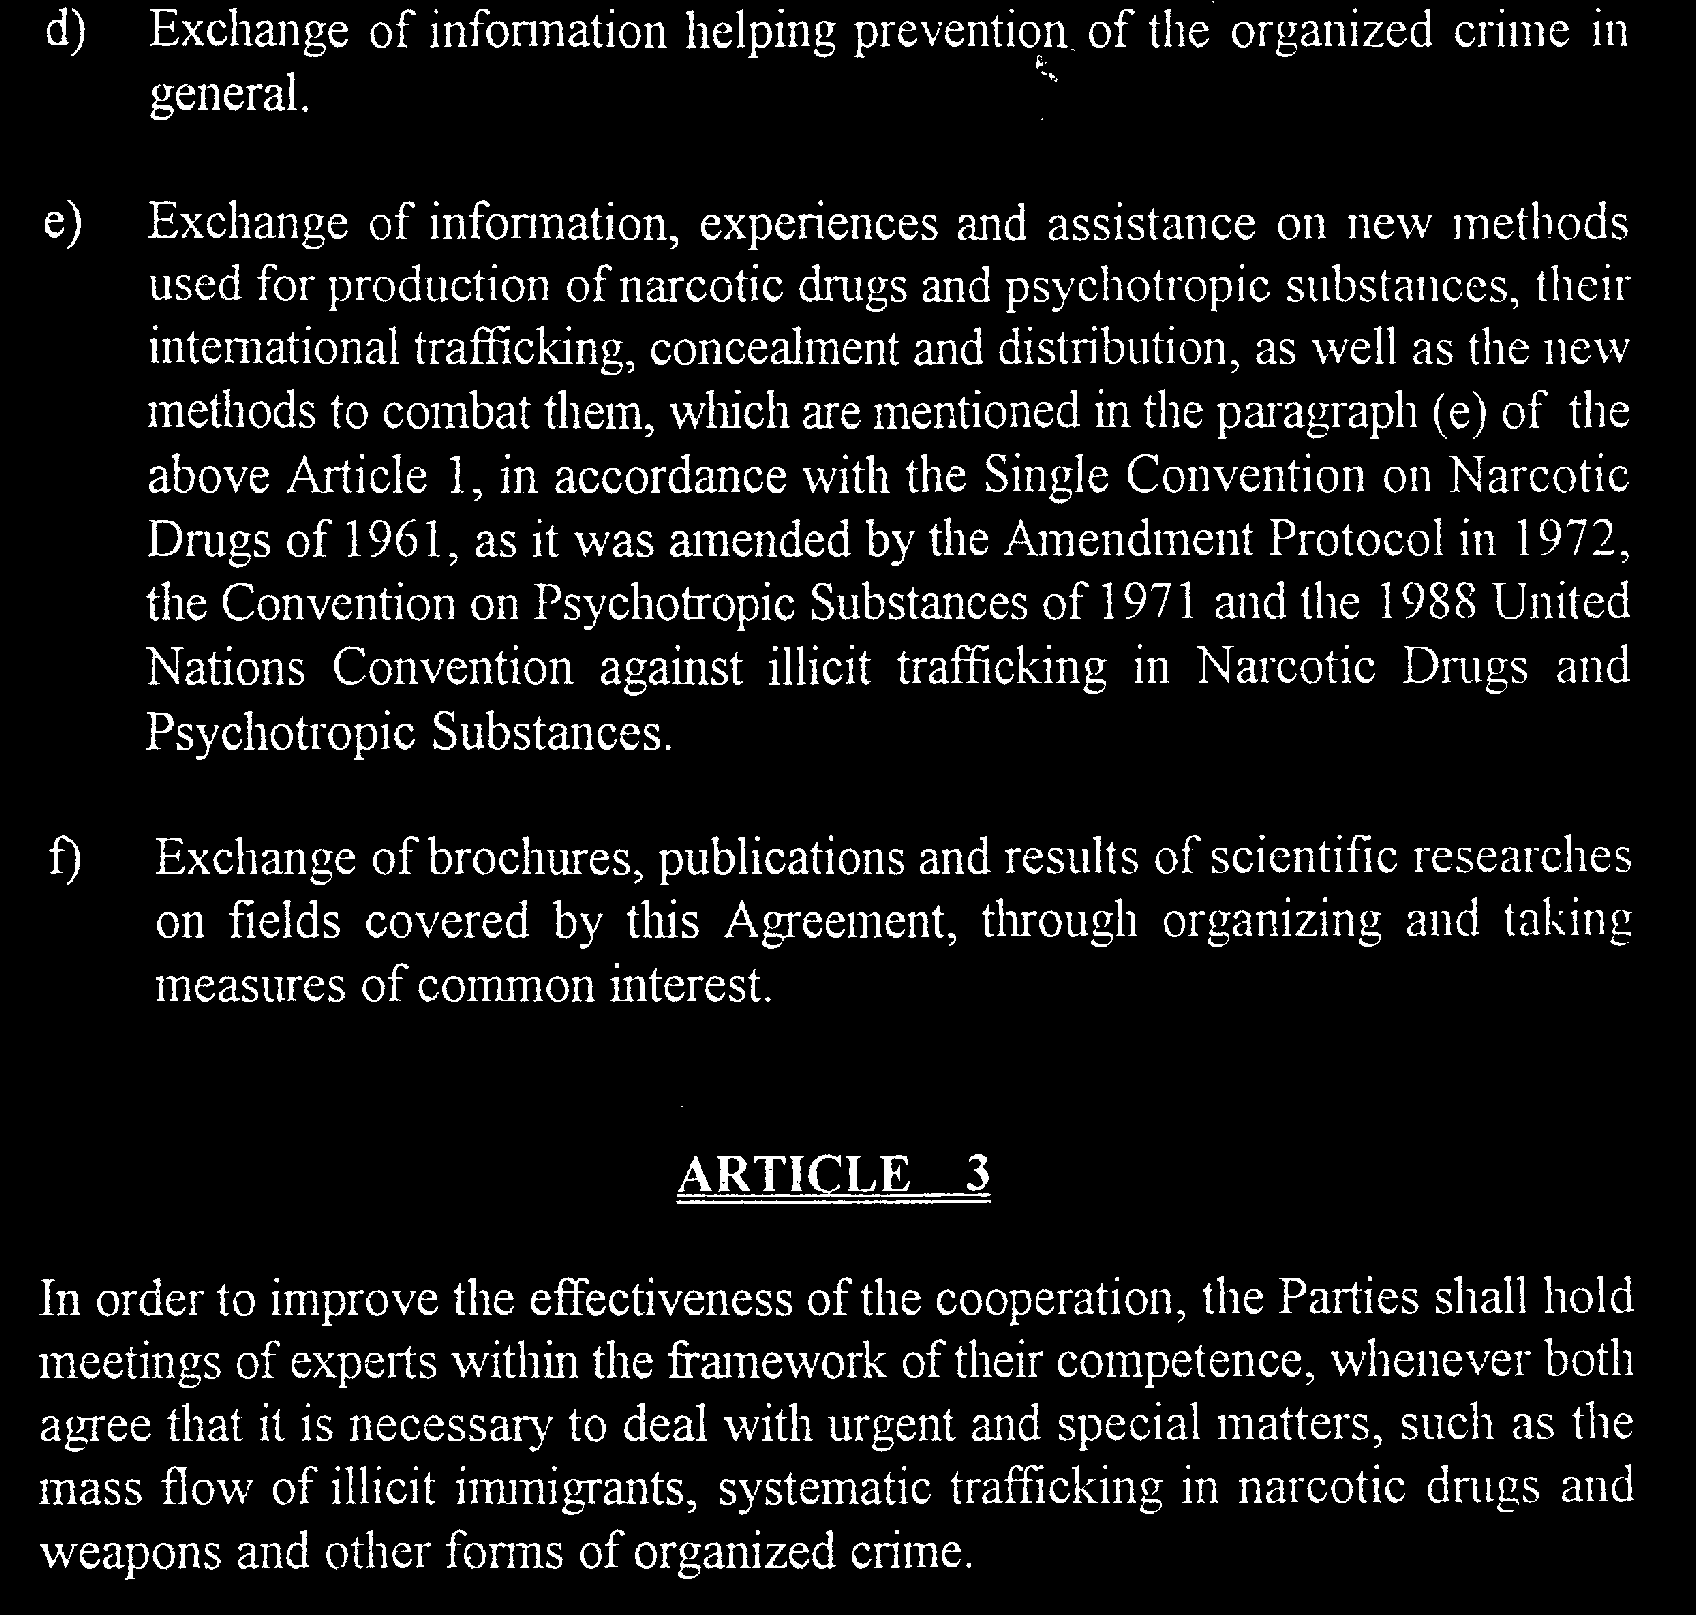 d) Exchange of information helping prevention of the organized crime in
general.
e) Exchange of information, experiences and assistance on new methods
used for production of narcotic drugs and psychotropic substances, their
international trafficking, concealment and distribution, as well as the new
methods to combat them, which are mentioned in the paragraph (e) of the
above Article 1, in accordance with the Single Convention on Narcotic
Drugs of 1961, as it was amended by the Amendment Protocol in 1972,
the Convention on Psychotropic Substances of 1971 and the 1988 United
Nations Convention against illicit trafficking in Narcotic Drugs and
Psychotropic Substances.
f) Exchange of brochures, publications and results of scientific researches
on fields covered by this Agreement, through organizing and taking
measures of common interest.
ARTICLE 3
In order to improve the effectiveness of the cooperation, the Parties shall hold
meetings of experts within the framework of their competence, whenever both
agree that it is necessary to deal with urgent and special matters, such as the
mass flow of illicit immigrants, systematic trafficking in narcotic drugs and
weapons and other forms of organized crime.